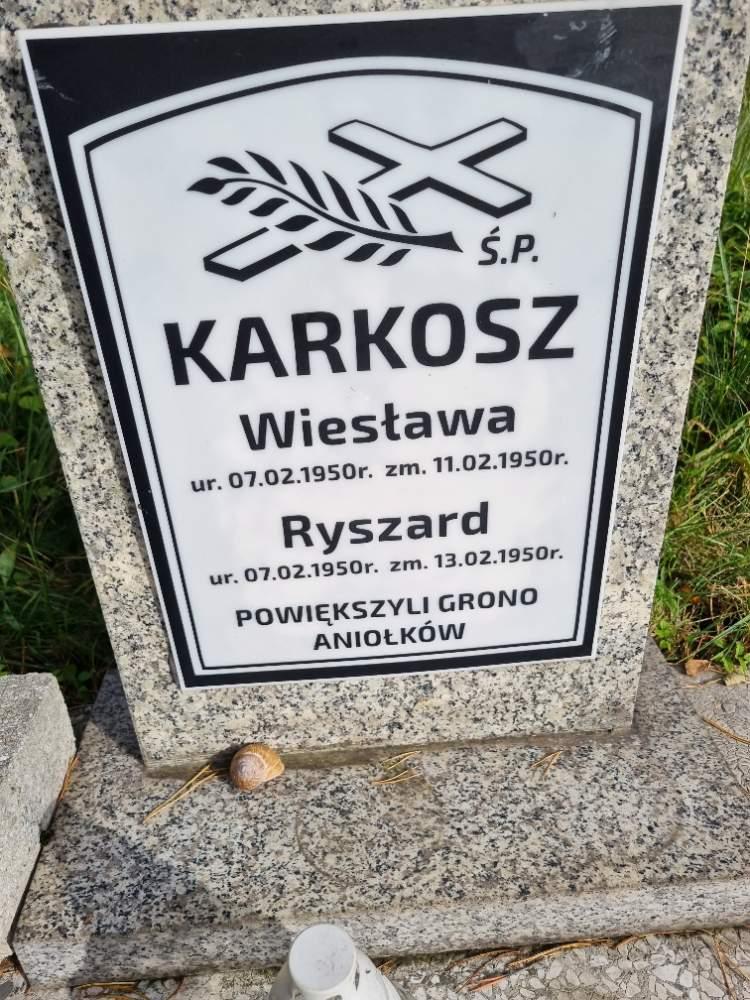 Ś.P.
KARKOSZ
Wiesława
ur. 07.02.1950r. zm. 11.02.1950r.
Ryszard
ur. 07.02.1950r. zm. 13.02.1950r.
POWIĘKSZYLI GRONO
ANIOŁKÓW